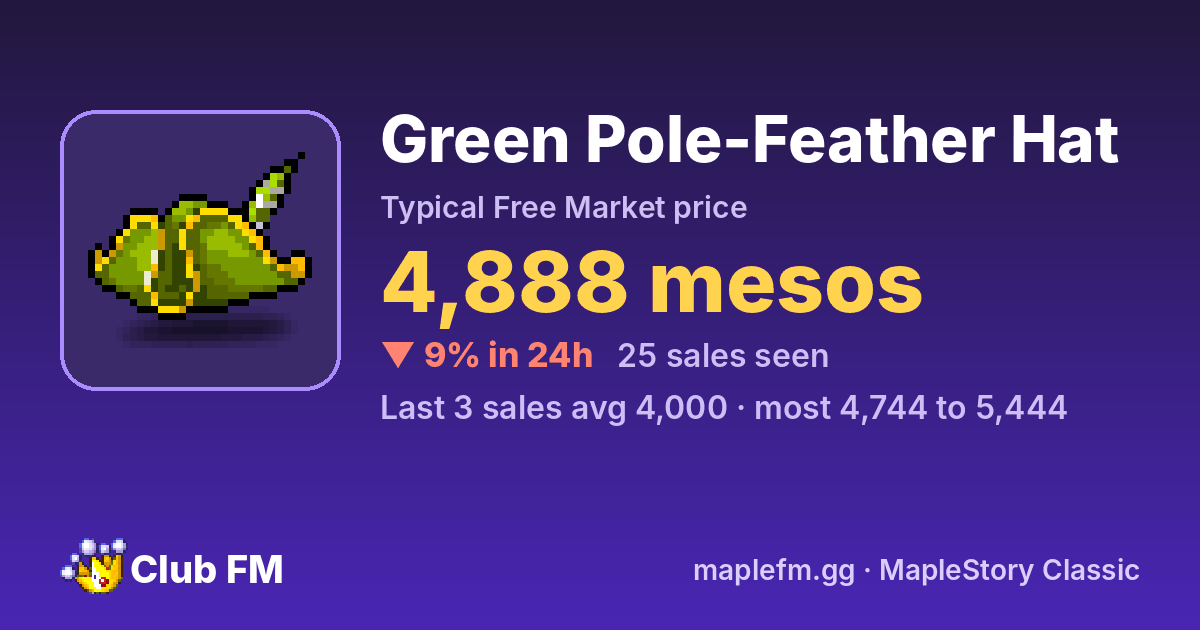 Green Pole-Feather Hat
Typical Free Market price
4,888 mesos
▼ 9% in 24h 25 sales seen
Last 3 sales avg 4,000 · most 4,744 to 5,444
Club FM
maplefm.gg · MapleStory Classic